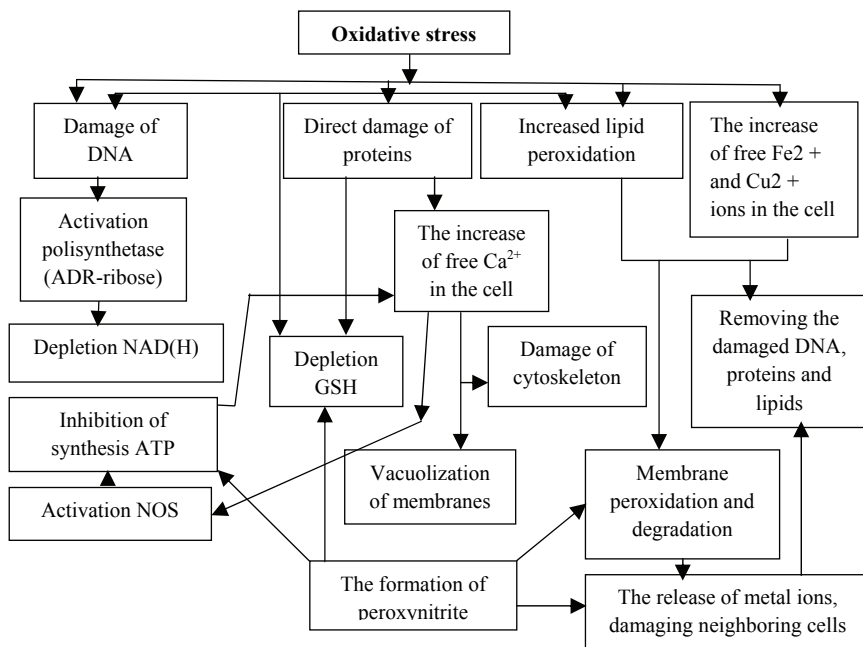 Oxidative stress
Damage of
DNA
Direct damage of
proteins
Increased lipid
peroxidation
The increase
of free Fe2 +
and Cu2 +
ions in the cell
Activation
polisynthetase
(ADR-ribose)
The increase
of free Ca²⁺
in the cell
Depletion NAD(H)
Depletion
GSH
Damage of
cytoskeleton
Removing the
damaged DNA,
proteins and
lipids
Inhibition of
synthesis ATP
Activation NOS
Vacuolization
of membranes
Membrane
peroxidation and
degradation
The formation of
peroxynitrite
The release of metal ions,
damaging neighboring cells